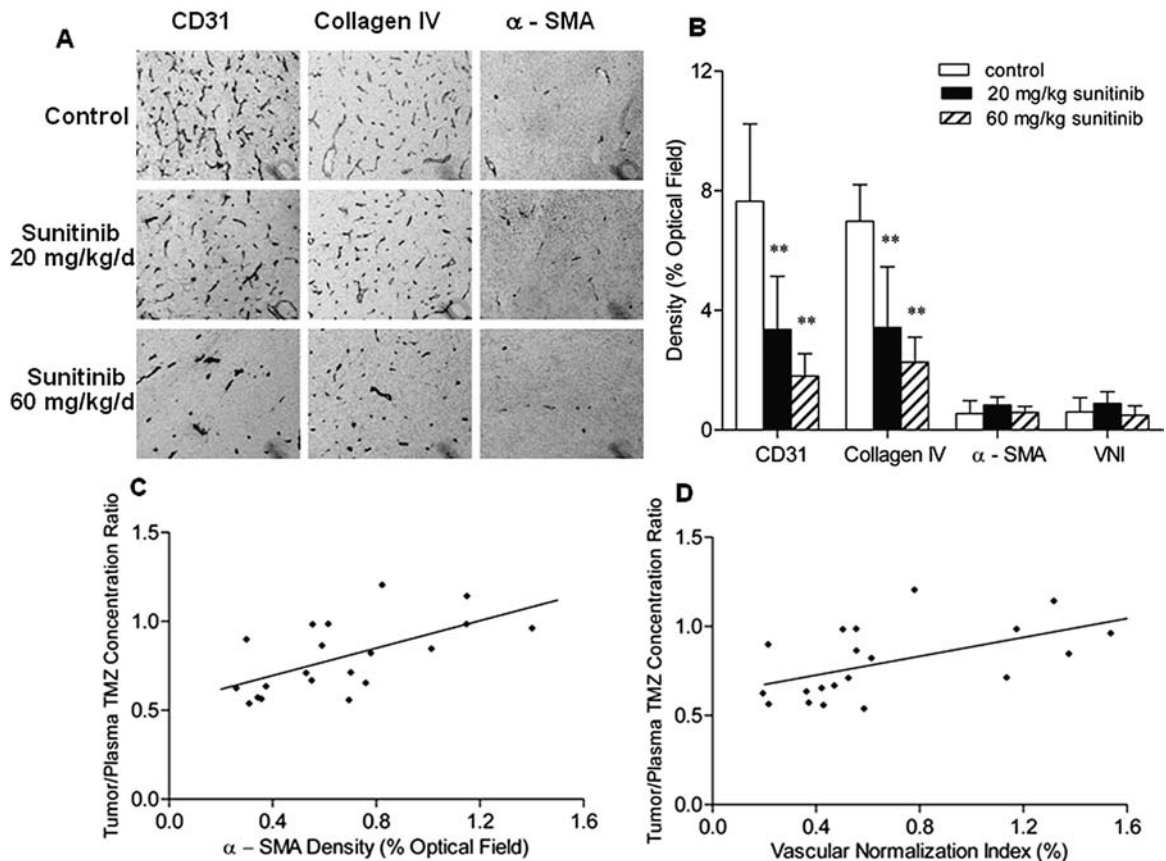 A
CD31 Collagen IV α - SMA
Control
Sunitinib
20 mg/kg/d
Sunitinib
60 mg/kg/d
B
Density (% Optical Field)
12
8
4
0
control
20 mg/kg sunitinib
60 mg/kg sunitinib
** ** ** **
CD31 Collagen IV α - SMA VNI
C
Tumor/Plasma TMZ Concentration Ratio
1.5
1.0
0.5
0.0
0.0 0.4 0.8 1.2 1.6
α – SMA Density (% Optical Field)
D
Tumor/Plasma TMZ Concentration Ratio
1.5
1.0
0.5
0.0
0.0 0.4 0.8 1.2 1.6
Vascular Normalization Index (%)